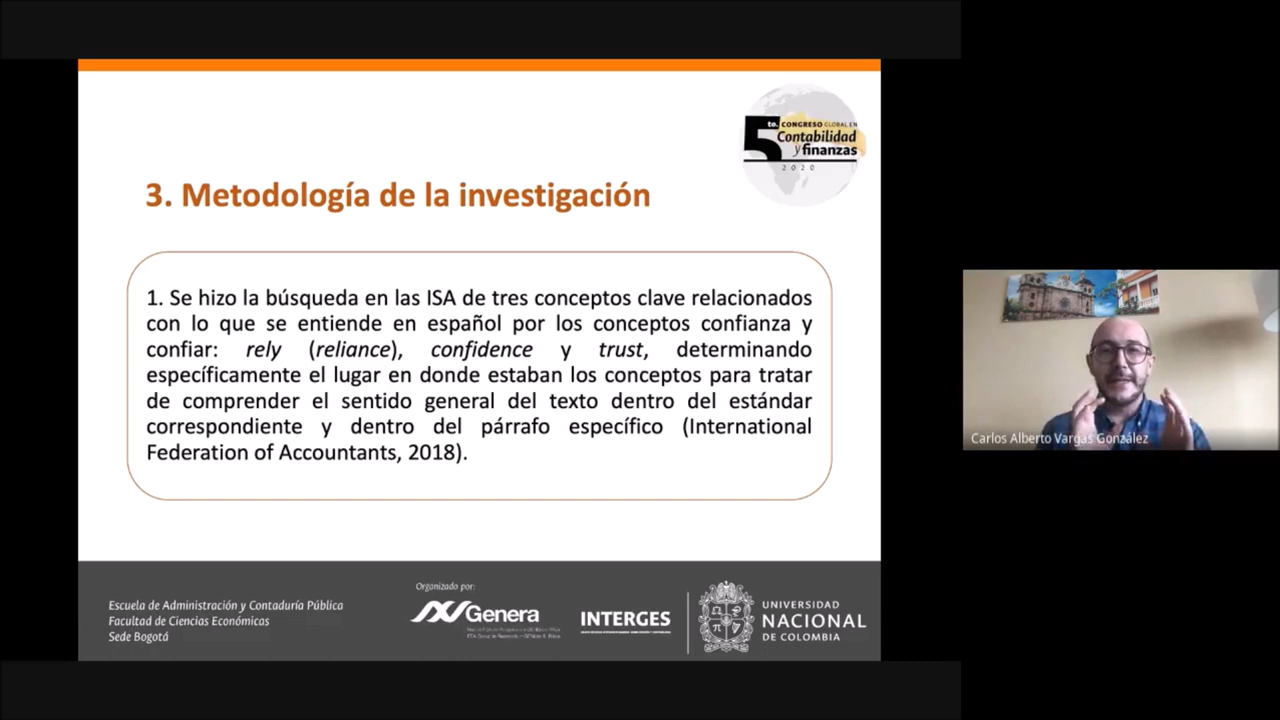 5to. CONGRESO GLOBAL EN
Contabilidad
y finanzas
2020
3. Metodología de la investigación
1. Se hizo la búsqueda en las ISA de tres conceptos clave relacionados
con lo que se entiende en español por los conceptos confianza y
confiar: rely (reliance), confidence y trust, determinando
específicamente el lugar en donde estaban los conceptos para tratar
de comprender el sentido general del texto dentro del estándar
correspondiente y dentro del párrafo específico (International
Federation of Accountants, 2018).
Carlos Alberto Vargas González
Escuela de Administración y Contaduría Pública
Facultad de Ciencias Económicas
Sede Bogotá
Organizado por:
Genera
INTERGES
UNIVERSIDAD
NACIONAL
DE COLOMBIA